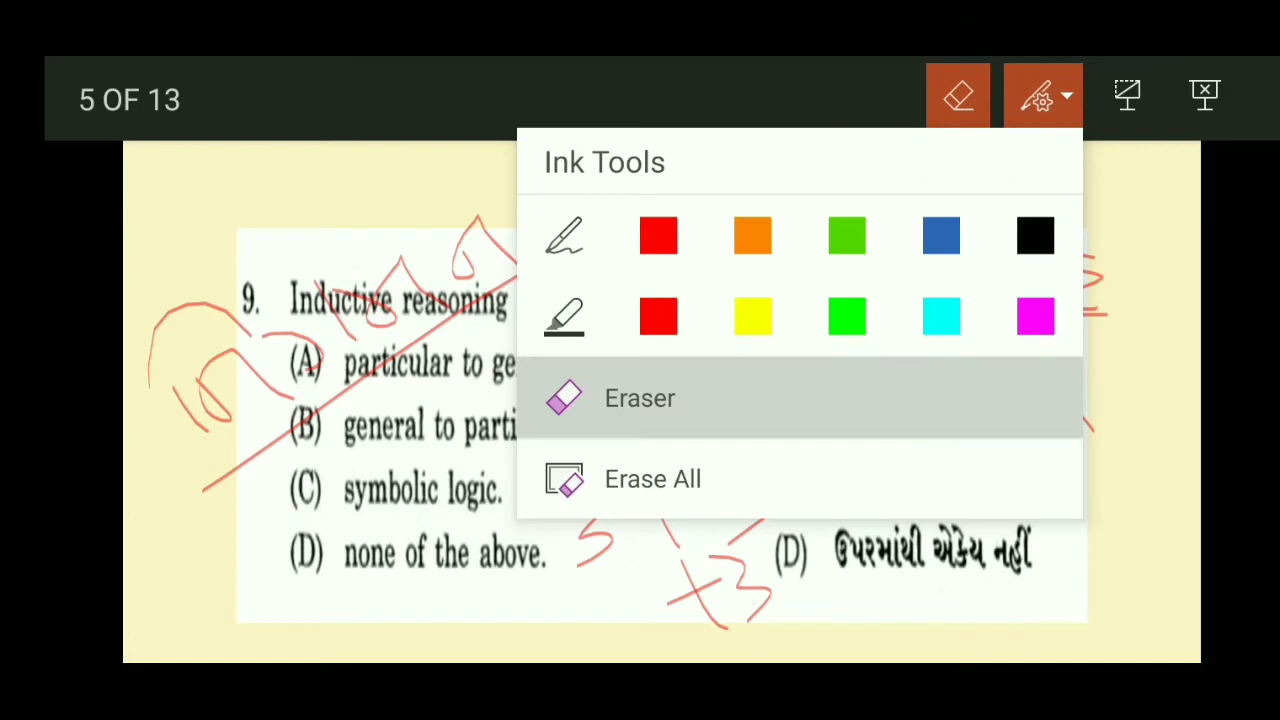 5 OF 13
Ink Tools
9. Inductive reasoning
(A) particular to ge
(B) general to parti
Eraser
(C) symbolic logic.
Erase All
(D) none of the above.
(D) ઉપરમાંથી એકેય નહીં